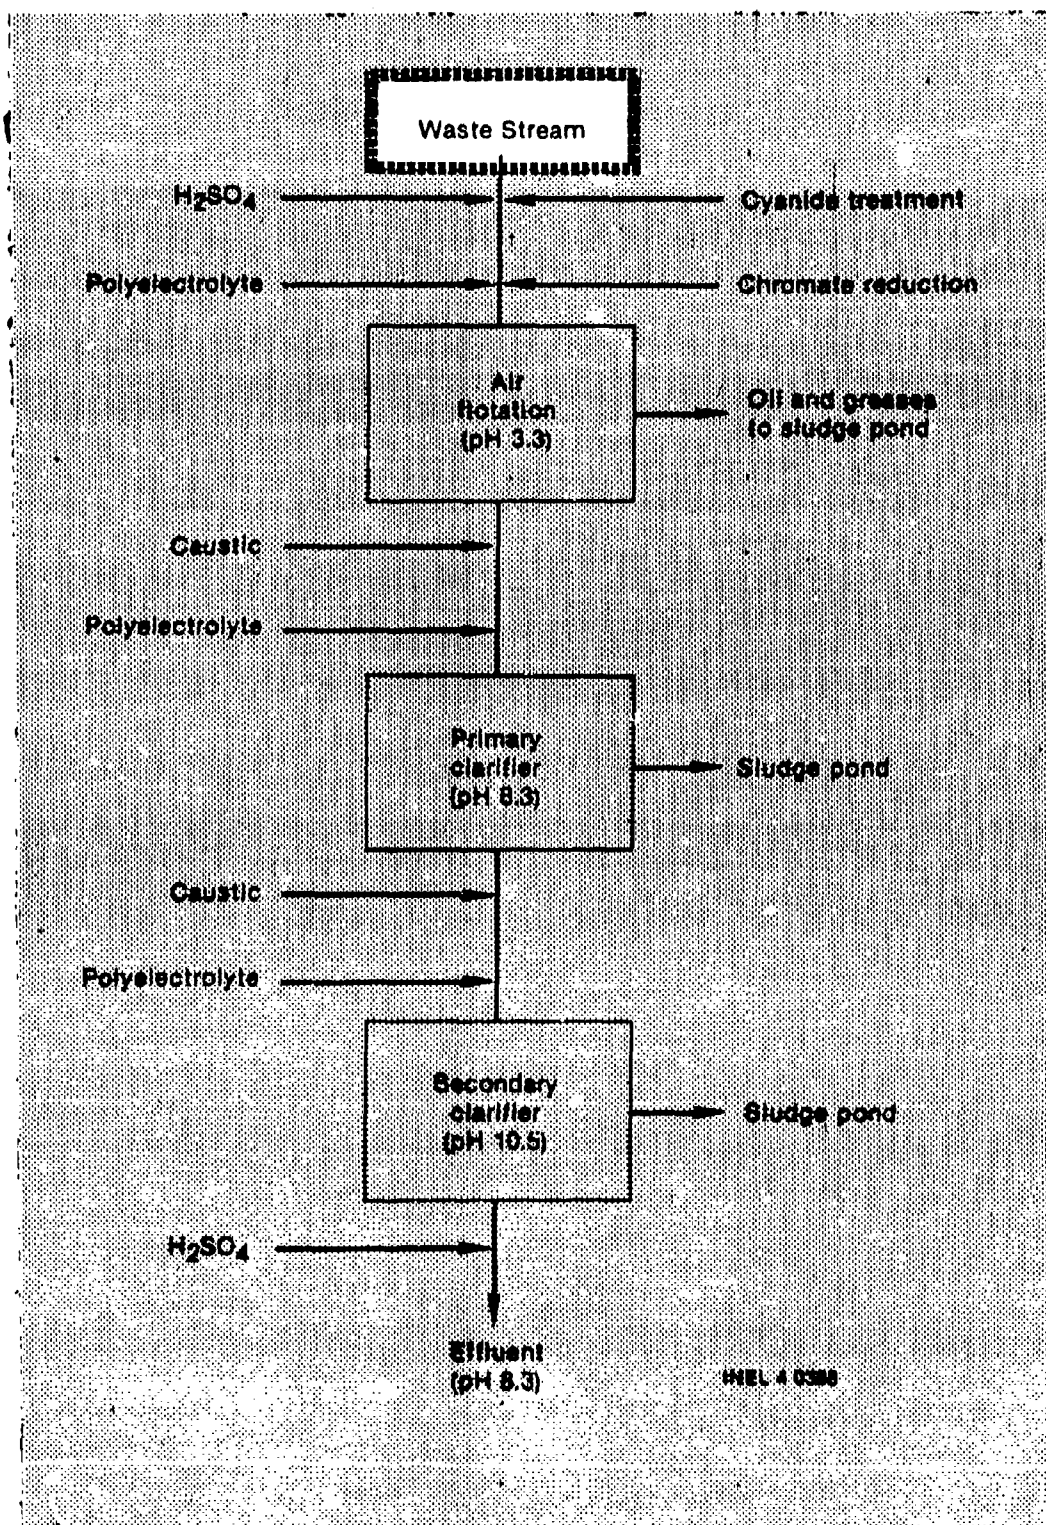 Waste Stream
H₂SO₄
Cyanide treatment
Polyelectrolyte
Chromate reduction
Air
flotation
(pH 3.3)
Oil and greases
to sludge pond
Caustic
Polyelectrolyte
Primary
clarifier
(pH 8.3)
Sludge pond
Caustic
Polyelectrolyte
Secondary
clarifier
(pH 10.5)
Sludge pond
H₂SO₄
Effluent
(pH 8.3)
INEL 4